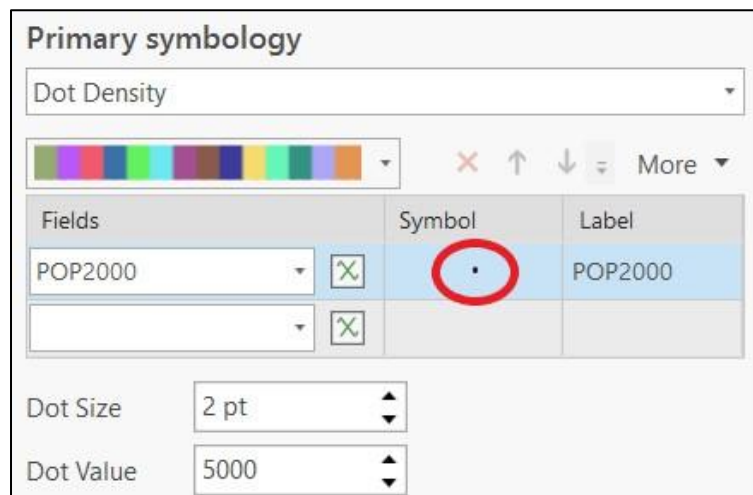 Primary symbology
Dot Density
More
Fields Symbol Label
POP2000 POP2000
Dot Size 2 pt
Dot Value 5000